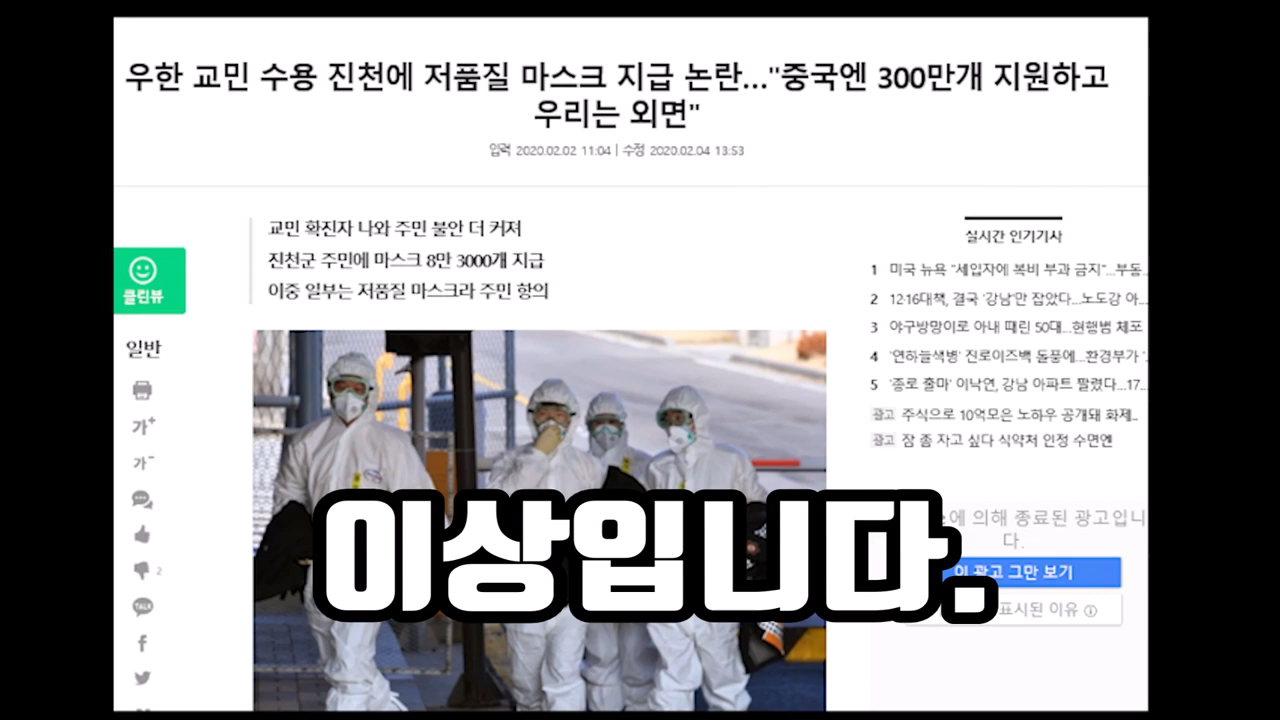 우한 교민 수용 진천에 저품질 마스크 지급 논란..."중국엔 300만개 지원하고
우리는 외면"
입력 2020.02.02 11:04 | 수정 2020.02.04 13:53
클린뷰
일반
가+
가-
2
TALK
교민 확진자 나와 주민 불안 더 커져
진천군 주민에 마스크 8만 3000개 지급
이중 일부는 저품질 마스크라 주민 항의
실시간 인기기사
1 미국 뉴욕 "세입자에 복비 부과 금지"...부동..
2 12·16대책, 결국 '강남'만 잡았다...노도강 아...
3 야구방망이로 아내 때린 50대...현행범 체포
4 '연하늘색병' 진로이즈백 돌풍에...환경부가 '..
5 '종로 출마' 이낙연, 강남 아파트 팔렸다...17...
광고 주식으로 10억모은 노하우 공개돼 화제..
광고 잠 좀 자고 싶다 식약처 인정 수면엔
에 의해 종료된 광고입니
다.
이 광고 그만 보기
표시된 이유
이상입니다.